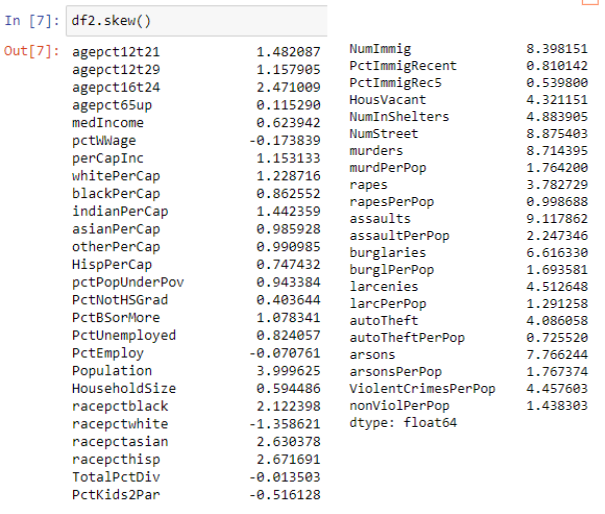 In [7]: df2.skew()
Out[7]: agepct12t21 1.482087
agepct12t29 1.157905
agepct16t24 2.471009
agepct65up 0.115290
medIncome 0.623942
pctWWage -0.173839
perCapInc 1.153133
whitePerCap 1.228716
blackPerCap 0.862552
indianPerCap 1.442359
asianPerCap 0.985928
otherPerCap 0.990985
HispPerCap 0.747432
pctPopUnderPov 0.943384
PctNotHSGrad 0.403644
PctBSorMore 1.078341
PctUnemployed 0.824057
PctEmploy -0.070761
Population 3.999625
HouseholdSize 0.594486
racepctblack 2.122398
racepctwhite -1.358621
racepctasian 2.630378
racepcthisp 2.671691
TotalPctDiv -0.013503
PctKids2Par -0.516128
NumImmig 8.398151
PctImmigRecent 0.810142
PctImmigRec5 0.539800
HousVacant 4.321151
NumInShelters 4.883905
NumStreet 8.875403
murders 8.714395
murdPerPop 1.764200
rapes 3.782729
rapesPerPop 0.998688
assaults 9.117862
assaultPerPop 2.247346
burglaries 6.616330
burglPerPop 1.693581
larcenies 4.512648
larcPerPop 1.291258
autoTheft 4.086058
autoTheftPerPop 0.725520
arsons 7.766244
arsonsPerPop 1.767374
ViolentCrimesPerPop 4.457603
nonViolPerPop 1.438303
dtype: float64